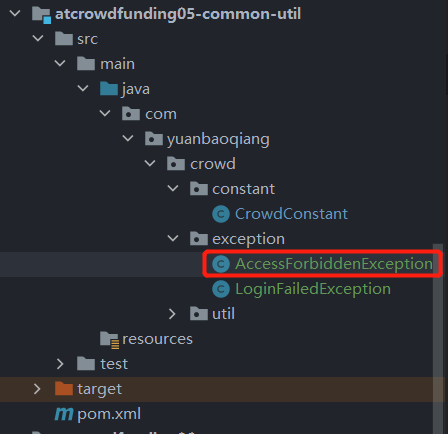 atcrowdfunding05-common-util
src
main
java
com
yuanbaoqiang
crowd
constant
CrowdConstant
exception
AccessForbiddenException
LoginFailedException
util
resources
test
target
pom.xml